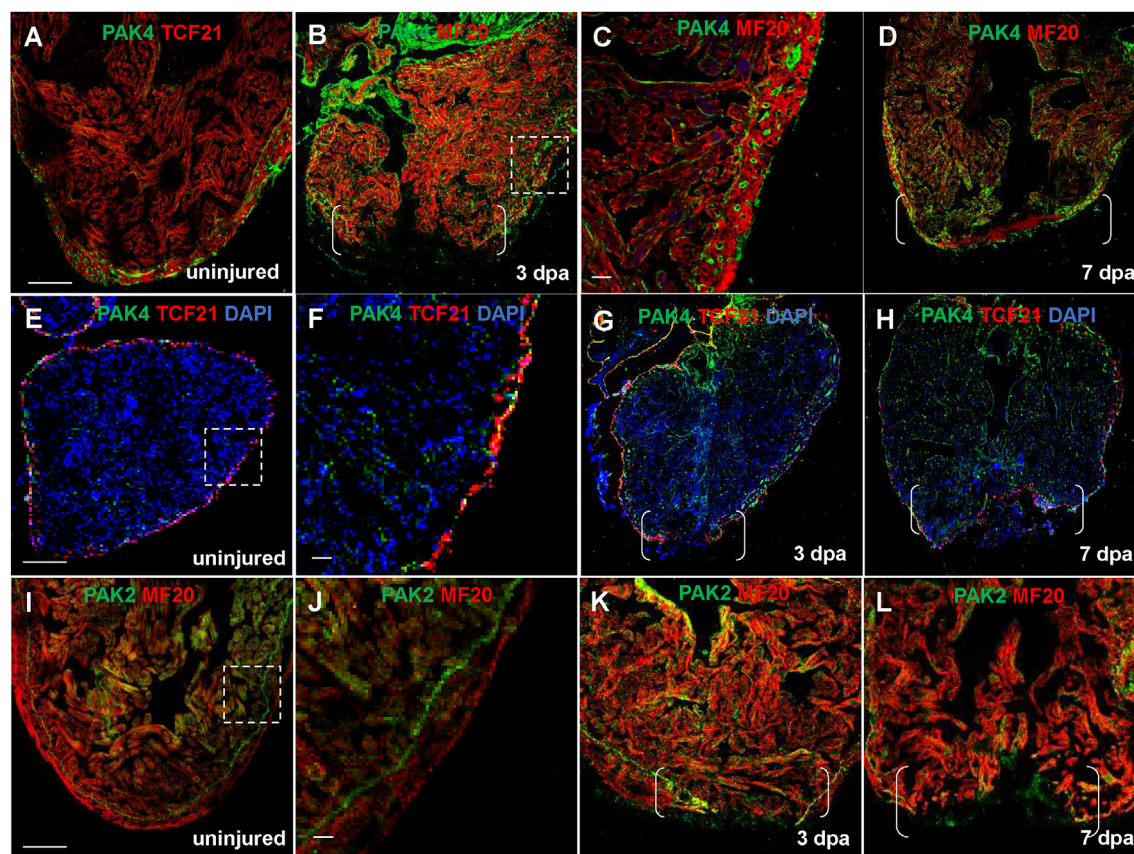 A PAK4 TCF21
uninjured
B PAK4 MF20
3 dpa
C PAK4 MF20
D PAK4 MF20
7 dpa
E PAK4 TCF21 DAPI
uninjured
F PAK4 TCF21 DAPI
G PAK4 TCF21 DAPI
3 dpa
H PAK4 TCF21 DAPI
7 dpa
I PAK2 MF20
uninjured
J PAK2 MF20
K PAK2 MF20
3 dpa
L PAK2 MF20
7 dpa